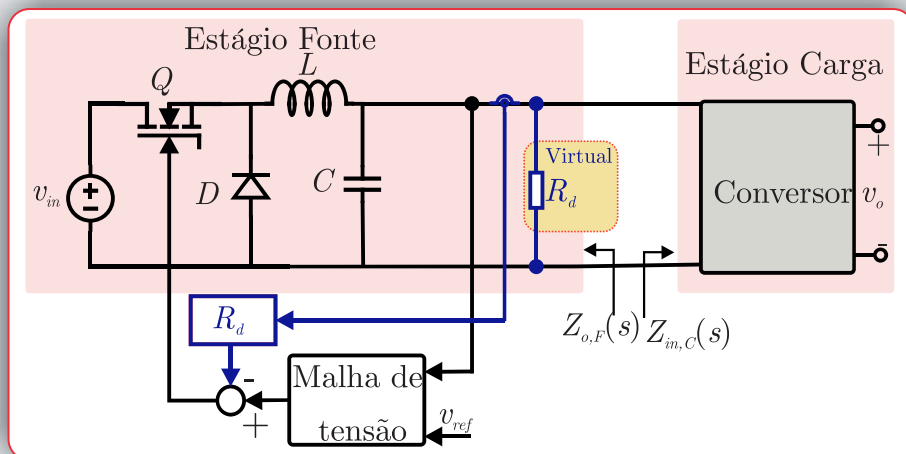 Estágio Fonte
L
Q
Estágio Carga
Virtual
v_in
+
-
D
C
R_d
Conversor
+
v_o
-
R_d
Z_o,F(s)
Z_in,C(s)
-
+
Malha de
tensão
v_ref